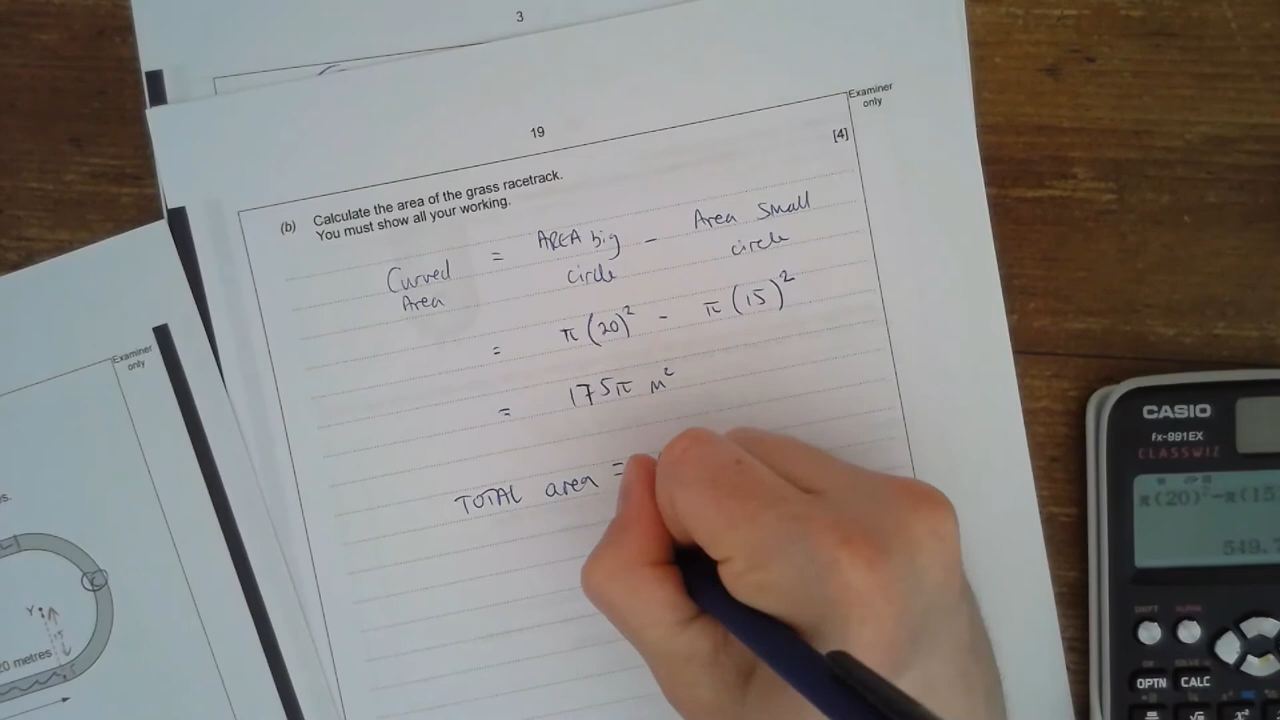 3
19
Examiner
only
[4]
(b) Calculate the area of the grass racetrack.
You must show all your working.
Curved Area = AREA big circle - Area Small circle
= π(20)² - π(15)²
= 175π m²
TOTAL area =
Examiner
only
Y
20 metres
CASIO
fx-991EX
CLASSWIZ
π(20)²-π(15
549.7
SHIFT ALPHA
OPTN CALC